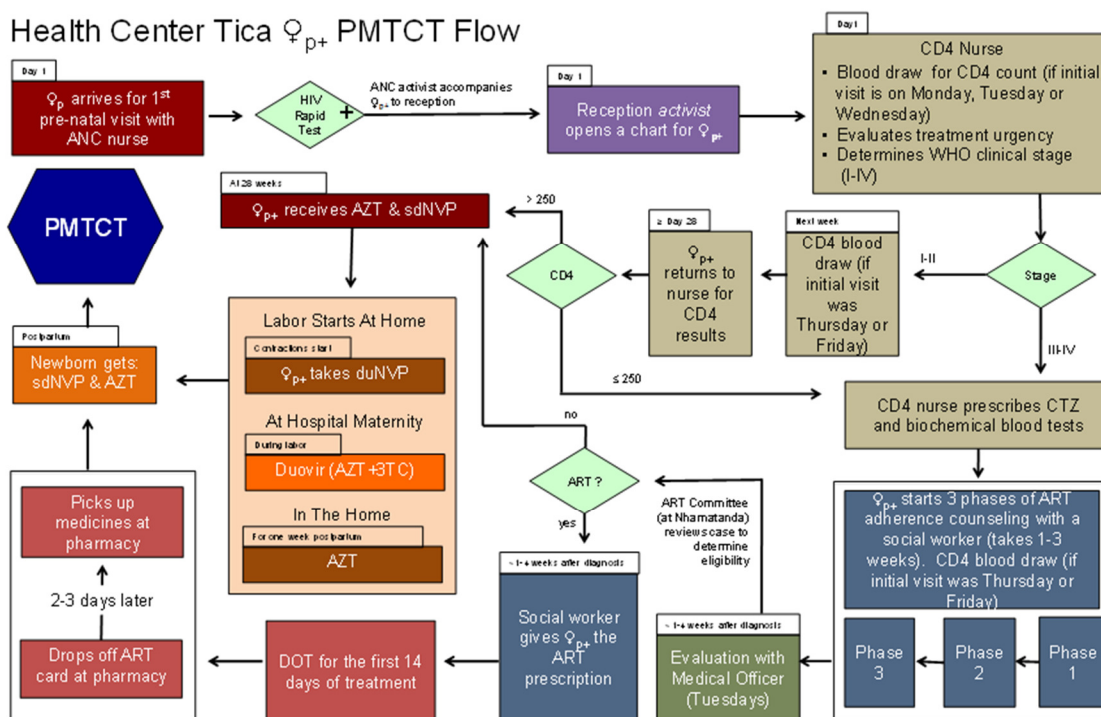 Health Center Tica ♀p+ PMTCT Flow
Day 1
♀p arrives for 1st
pre-natal visit with
ANC nurse
HIV
Rapid
Test
+
ANC activist accompanies
♀p+ to reception
Day 1
Reception activist
opens a chart for ♀p+
Day1
CD4 Nurse
• Blood draw for CD4 count (if initial
visit is on Monday, Tuesday or
Wednesday)
• Evaluates treatment urgency
• Determines WHO clinical stage
(I-IV)
Stage
I-II
III-IV
Next week
CD4 blood
draw (if
initial visit
was
Thursday or
Friday)
≥ Day 28
♀p+
returns to
nurse for
CD4
results
CD4
> 250
≤ 250
At 28 weeks
♀p+ receives AZT & sdNVP
PMTCT
Labor Starts At Home
Contractions start
♀p+ takes duNVP
At Hospital Maternity
During labor
Duovir (AZT+3TC)
In The Home
For one week postpartum
AZT
Postpartum
Newborn gets:
sdNVP & AZT
CD4 nurse prescribes CTZ
and biochemical blood tests
♀p+ starts 3 phases of ART
adherence counseling with a
social worker (takes 1-3
weeks). CD4 blood draw (if
initial visit was Thursday or
Friday)
Phase
1
Phase
2
Phase
3
~ 1-4 weeks after diagnosis
Evaluation with
Medical Officer
(Tuesdays)
ART Committee
(at Nhamatanda)
reviews case to
determine
eligibility
ART ?
no
yes
~ 1-4 weeks after diagnosis
Social worker
gives ♀p+ the
ART
prescription
DOT for the first 14
days of treatment
Drops off ART
card at pharmacy
2-3 days later
Picks up
medicines at
pharmacy